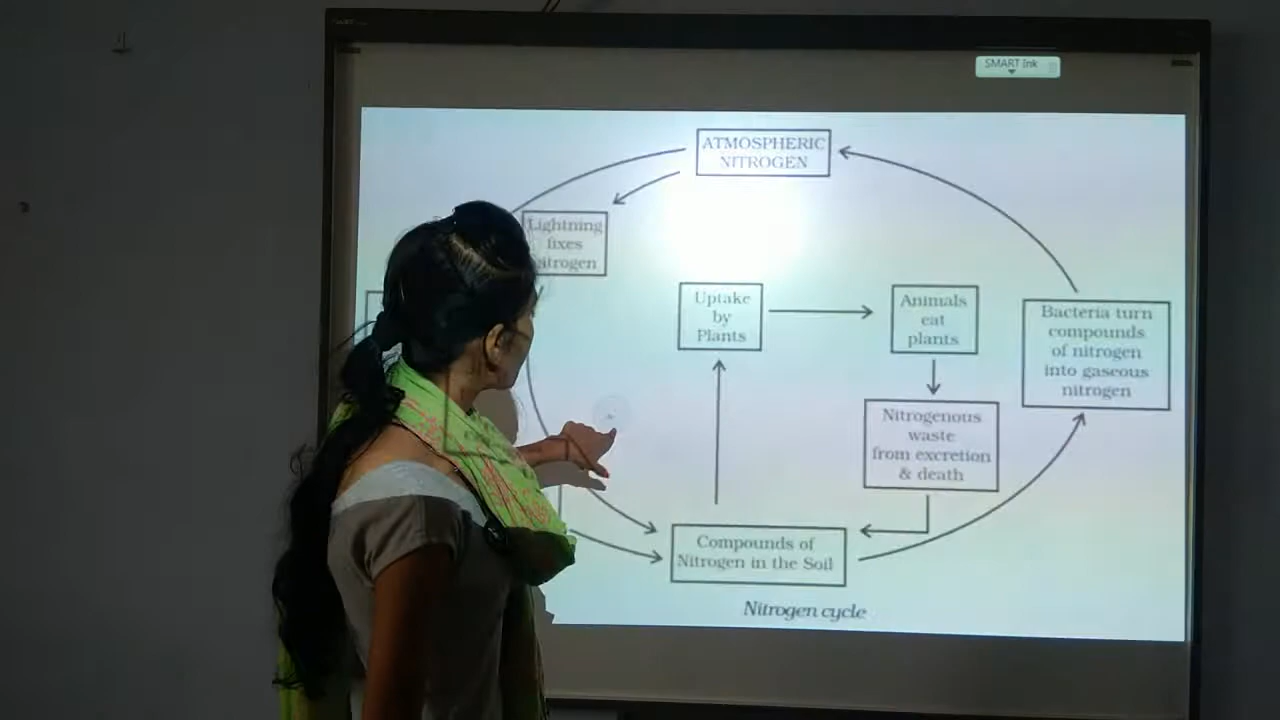 SMART Ink
ATMOSPHERIC
NITROGEN
Lightning
fixes
nitrogen
Uptake
by
Plants
Animals
eat
plants
Bacteria turn
compounds
of nitrogen
into gaseous
nitrogen
Nitrogenous
waste
from excretion
& death
Compounds of
Nitrogen in the Soil
Nitrogen cycle